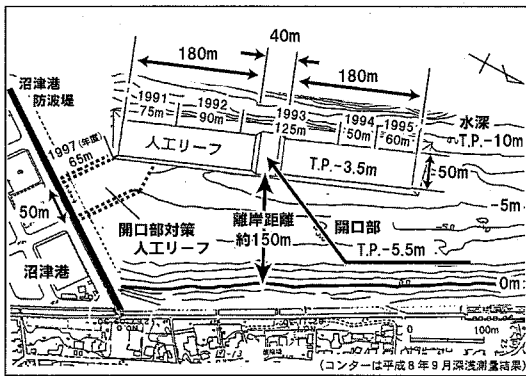 40m
180m
180m
沼津港
防波堤
1991
75m
1992
90m
1993
125m
1994
50m
1995
60m
水深
T.P.-10m
1997(年度)
65m
人工リーフ
T.P.-3.5m
50m
50m
離岸距離
約150m
-5m
開口部対策
人工リーフ
開口部
T.P.-5.5m
沼津港
0m
0
100m
(コンターは平成8年9月深浅測量結果)